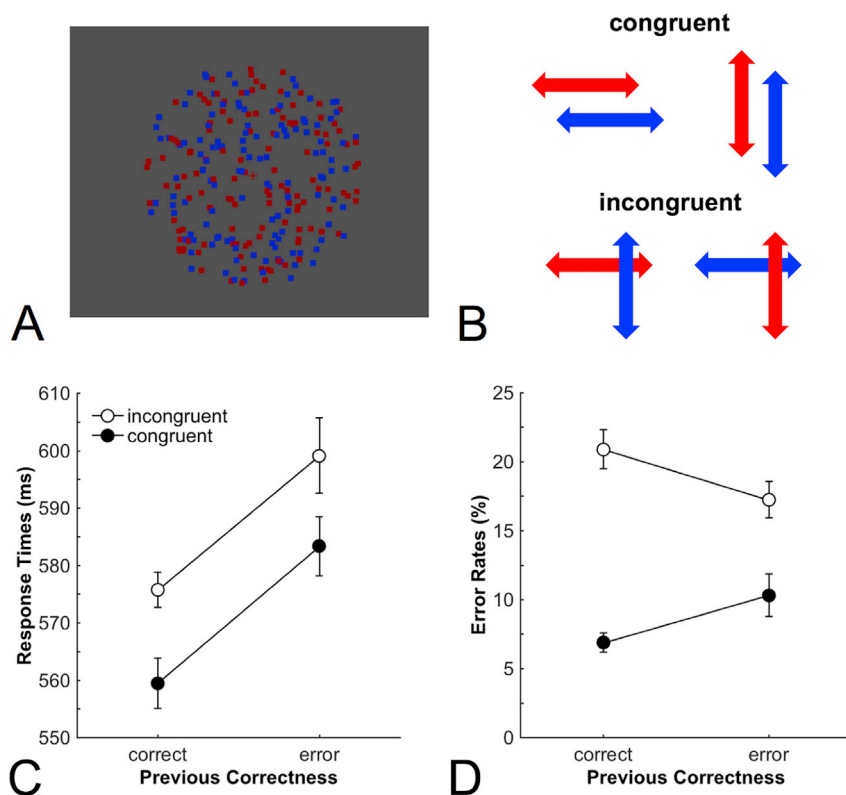 A
B
congruent
incongruent
C
Response Times (ms)
610
600
590
580
570
560
550
incongruent
congruent
correct
error
Previous Correctness
D
Error Rates (%)
25
20
15
10
5
0
correct
error
Previous Correctness